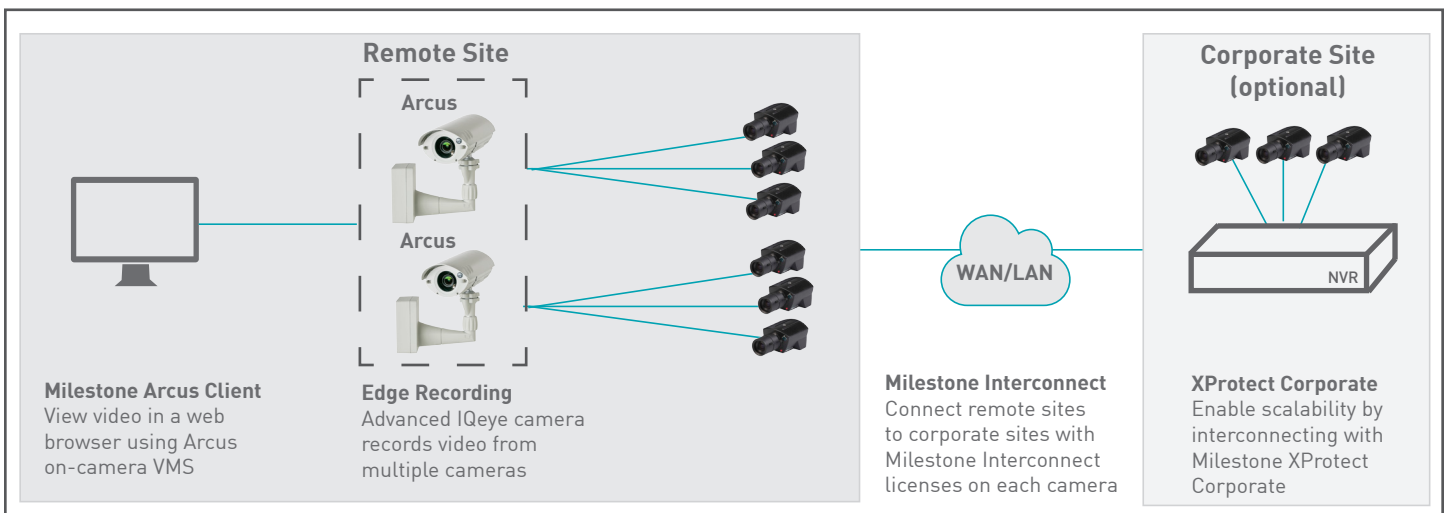 Remote Site
Arcus
Arcus
Milestone Arcus Client
View video in a web
browser using Arcus
on-camera VMS
Edge Recording
Advanced IQeye camera
records video from
multiple cameras
WAN/LAN
Milestone Interconnect
Connect remote sites
to corporate sites with
Milestone Interconnect
licenses on each camera
Corporate Site
(optional)
NVR
XProtect Corporate
Enable scalability by
interconnecting with
Milestone XProtect
Corporate